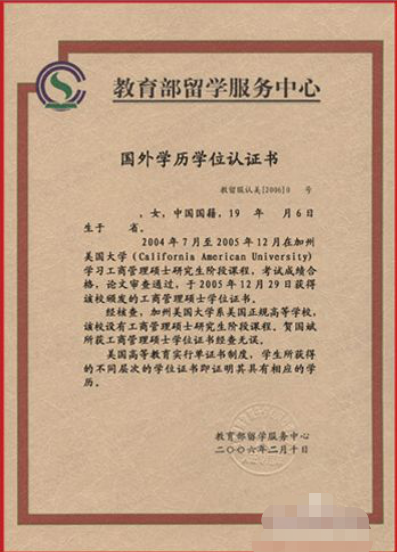 教育部留学服务中心
国外学历学位认证书
教留服认美[2006]0 号
，女，中国国籍，19 年 月6日
生于 省。
2004年7月至2005年12月在加州
美国大学(California American University)
学习工商管理硕士研究生阶段课程，考试成绩合
格、论文审查通过，于2005年12月29日获得
该校颁发的工商管理硕士学位证书。
经核查，加州美国大学系美国正规高等学校，
该校设有工商管理硕士研究生阶段课程。贺国斌
所获工商管理硕士学位证书经查无误。
美国高等教育实行单证书制度，学生所获得
的不同层次的学位证书即证明其具有相应的学
历。
教育部留学服务中心
二〇〇六年二月十日